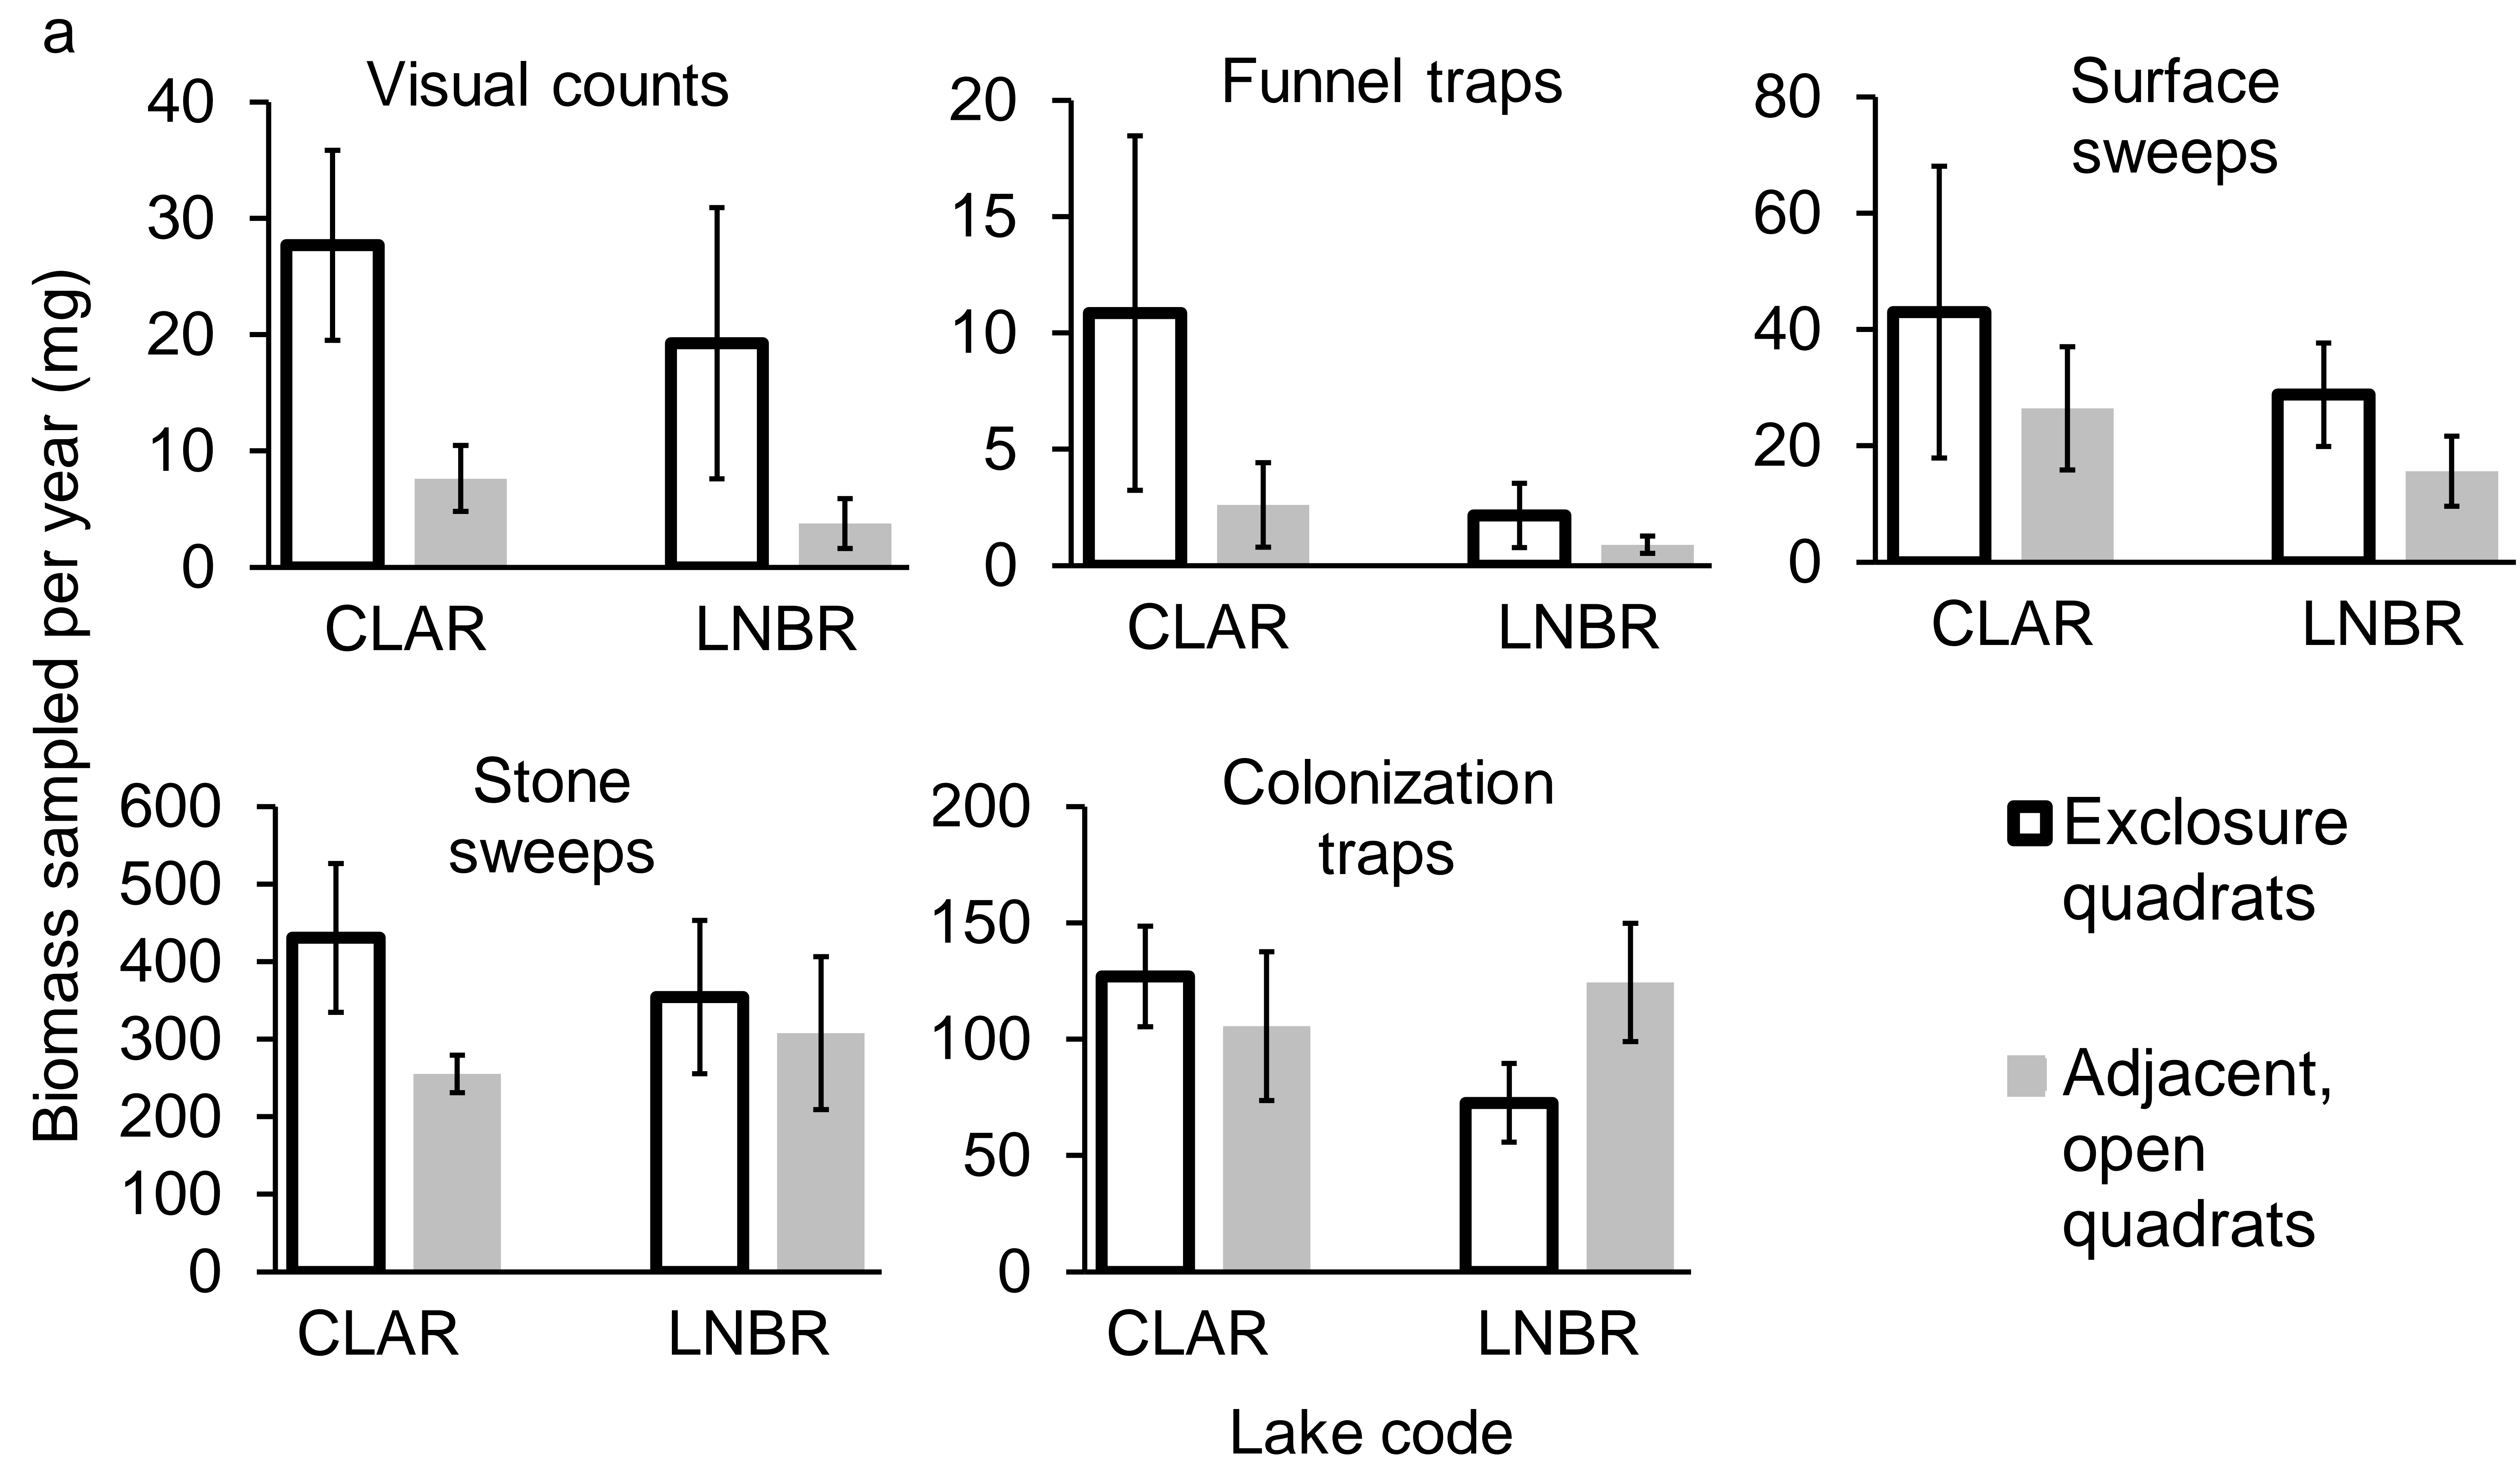 a
Visual counts
40
30
20
10
0
CLAR LNBR
Funnel traps
20
15
10
5
0
CLAR LNBR
Surface
sweeps
80
60
40
20
0
CLAR LNBR
Biomass sampled per year (mg)
Stone
sweeps
600
500
400
300
200
100
0
CLAR LNBR
Colonization
traps
200
150
100
50
0
CLAR LNBR
Exclosure
quadrats
Adjacent,
open
quadrats
Lake code